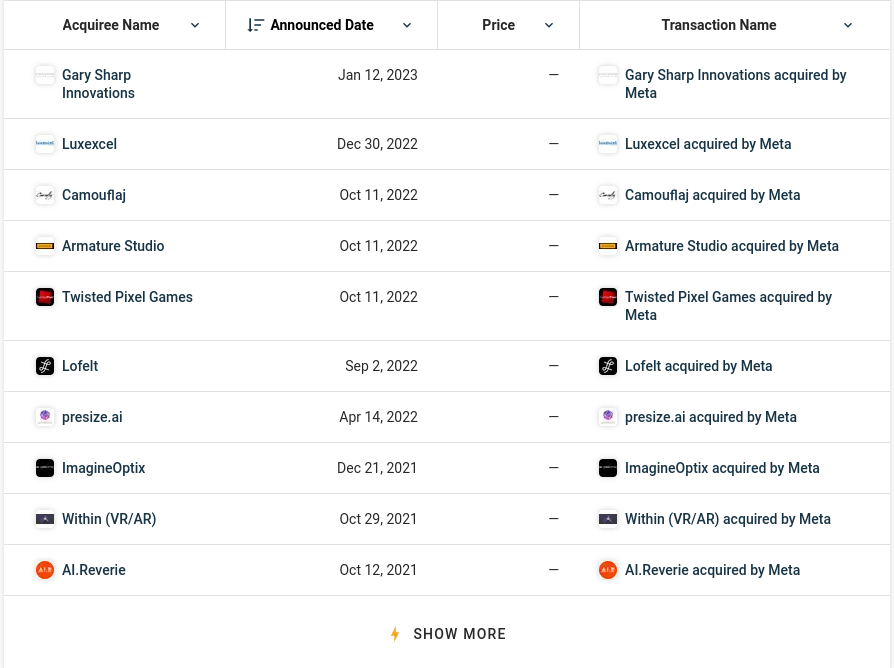 Acquiree Name Announced Date Price Transaction Name
Gary Sharp Innovations Jan 12, 2023 — Gary Sharp Innovations acquired by Meta
Luxexcel Dec 30, 2022 — Luxexcel acquired by Meta
Camouflaj Oct 11, 2022 — Camouflaj acquired by Meta
Armature Studio Oct 11, 2022 — Armature Studio acquired by Meta
Twisted Pixel Games Oct 11, 2022 — Twisted Pixel Games acquired by Meta
Lofelt Sep 2, 2022 — Lofelt acquired by Meta
presize.ai Apr 14, 2022 — presize.ai acquired by Meta
ImagineOptix Dec 21, 2021 — ImagineOptix acquired by Meta
Within (VR/AR) Oct 29, 2021 — Within (VR/AR) acquired by Meta
AI.Reverie Oct 12, 2021 — AI.Reverie acquired by Meta
SHOW MORE